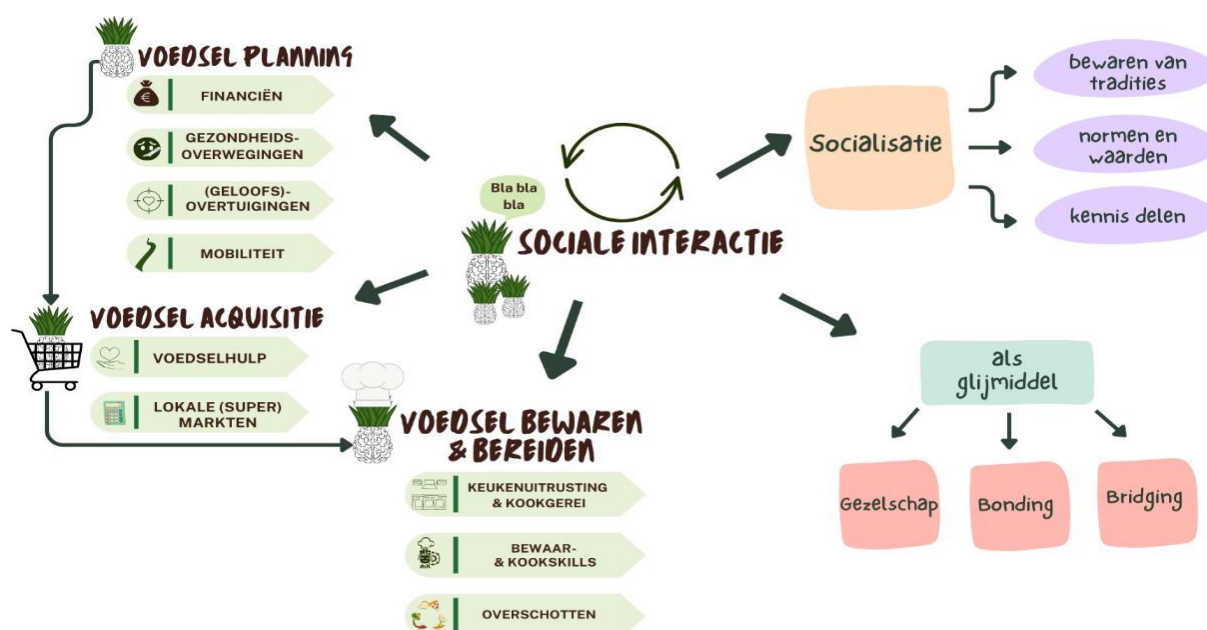 VOEDSEL PLANNING
FINANCIËN
GEZONDHEIDS-
OVERWEGINGEN
(GELOOFS)-
OVERTUIGINGEN
MOBILITEIT
VOEDSEL ACQUISITIE
VOEDSELHULP
LOKALE (SUPER)
MARKTEN
Bla bla
bla
SOCIALE INTERACTIE
VOEDSEL BEWAREN
& BEREIDEN
KEUKENUITRUSTING
& KOOKGEREI
BEWAAR-
& KOOKSKILLS
OVERSCHOTTEN
Socialisatie
bewaren van
tradities
normen en
waarden
kennis delen
als
glijmiddel
Gezelschap
Bonding
Bridging